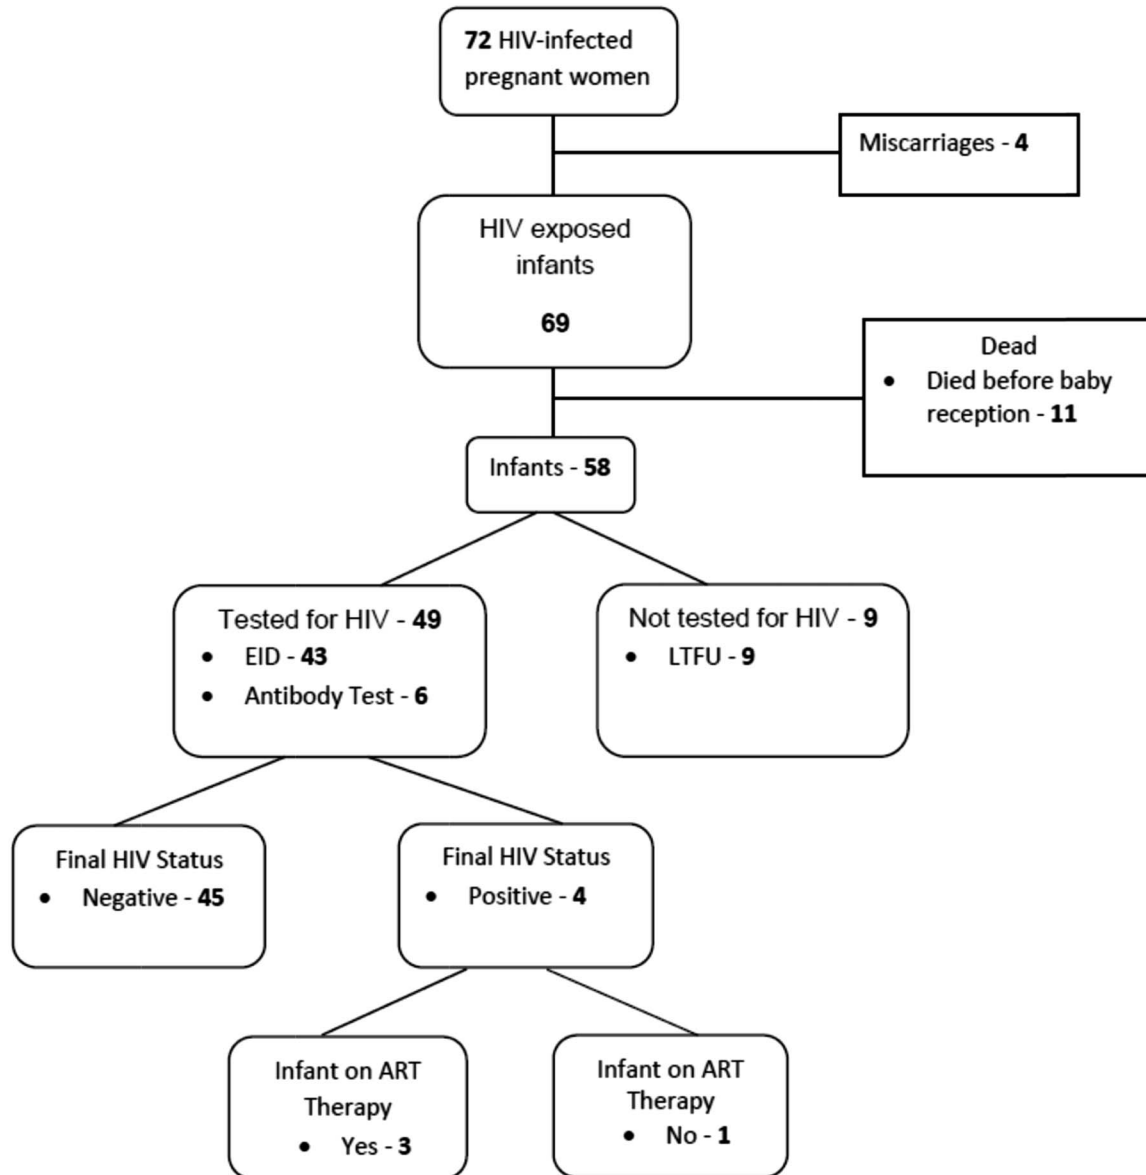 72 HIV-infected
pregnant women
Miscarriages - 4
HIV exposed
infants
69
Dead
• Died before baby
reception - 11
Infants - 58
Tested for HIV - 49
• EID - 43
• Antibody Test - 6
Not tested for HIV - 9
• LTFU - 9
Final HIV Status
• Negative - 45
Final HIV Status
• Positive - 4
Infant on ART
Therapy
• Yes - 3
Infant on ART
Therapy
• No - 1